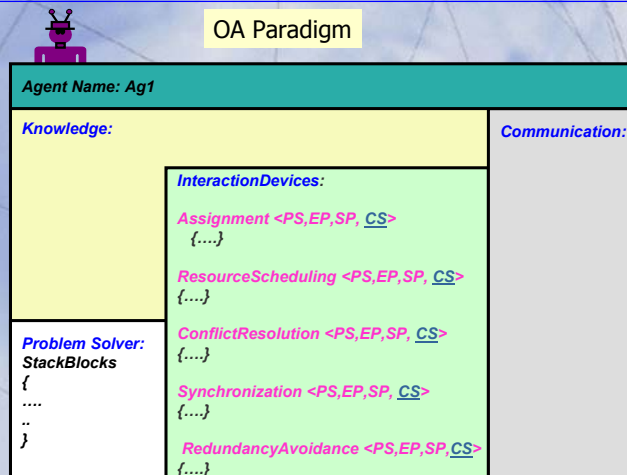 OA Paradigm
Agent Name: Ag1
Knowledge:
Communication:
InteractionDevices:
Assignment <PS,EP,SP, CS>
{....}
ResourceScheduling <PS,EP,SP, CS>
{....}
ConflictResolution <PS,EP,SP, CS>
{....}
Synchronization <PS,EP,SP, CS>
{....}
RedundancyAvoidance <PS,EP,SP,CS>
{....}
Problem Solver:
StackBlocks
{
....
..
}